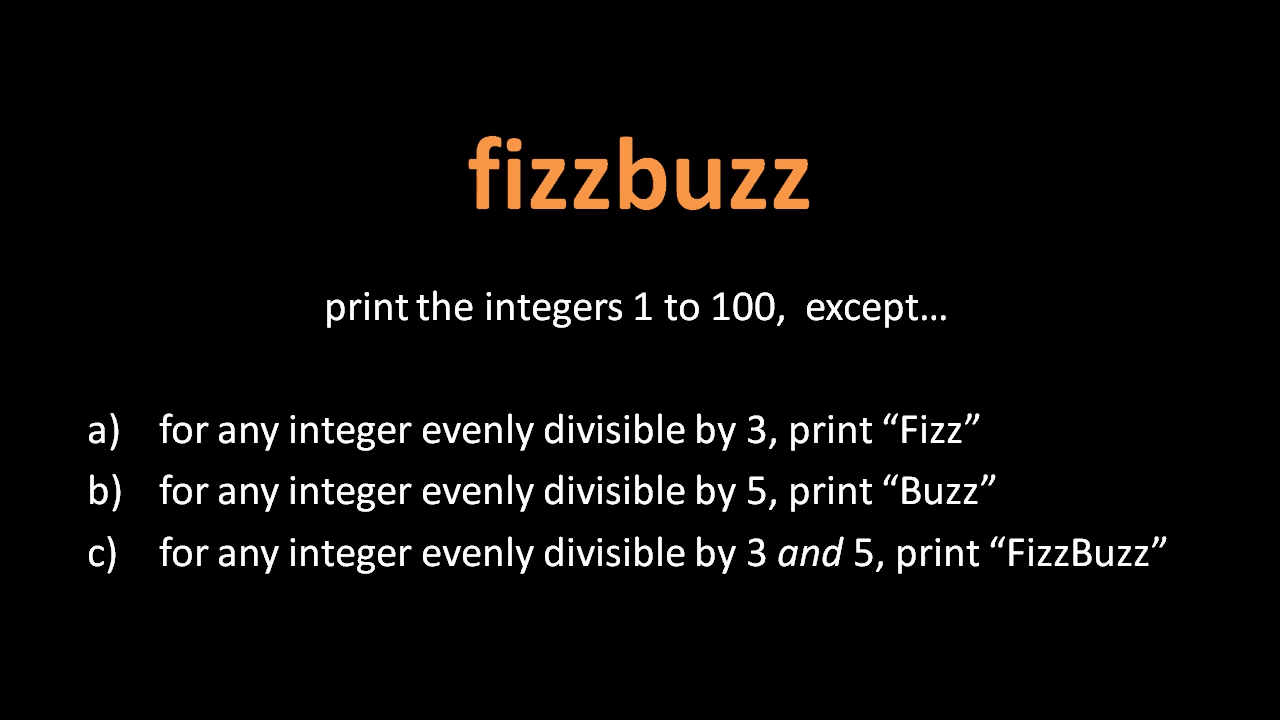 fizzbuzz
print the integers 1 to 100,  except…
a) for any integer evenly divisible by 3, print “Fizz”
b) for any integer evenly divisible by 5, print “Buzz”
c) for any integer evenly divisible by 3 and 5, print “FizzBuzz”